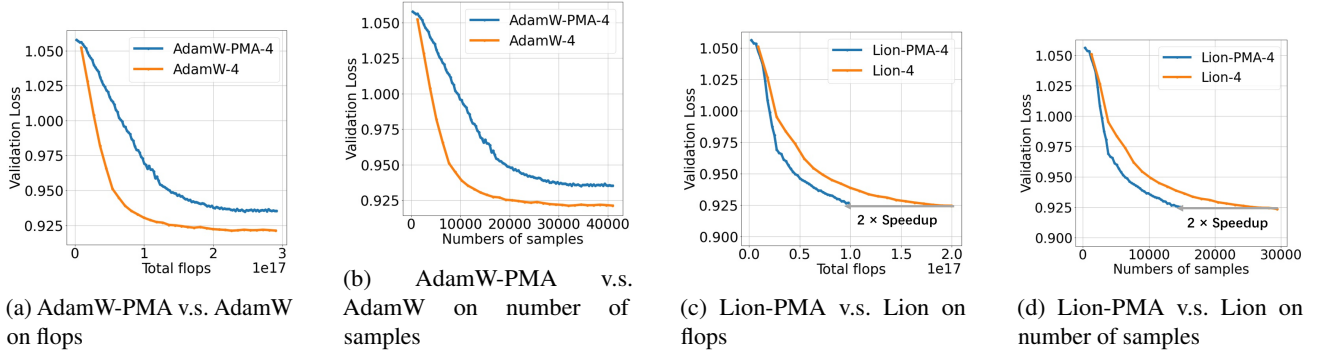 1.050
1.025
1.000
0.975
0.950
0.925
Validation Loss
AdamW-PMA-4
AdamW-4
0 1 2 3
Total flops 1e17
(a) AdamW-PMA v.s. AdamW
on flops
1.050
1.025
1.000
0.975
0.950
0.925
Validation Loss
AdamW-PMA-4
AdamW-4
0 10000 20000 30000 40000
Numbers of samples
(b) AdamW-PMA v.s.
AdamW on number of
samples
1.050
1.025
1.000
0.975
0.950
0.925
0.900
Validation Loss
Lion-PMA-4
Lion-4
2 × Speedup
0.0 0.5 1.0 1.5 2.0
Total flops 1e17
(c) Lion-PMA v.s. Lion on
flops
1.050
1.025
1.000
0.975
0.950
0.925
0.900
Validation Loss
Lion-PMA-4
Lion-4
2 × Speedup
0 10000 20000 30000
Numbers of samples
(d) Lion-PMA v.s. Lion on
number of samples